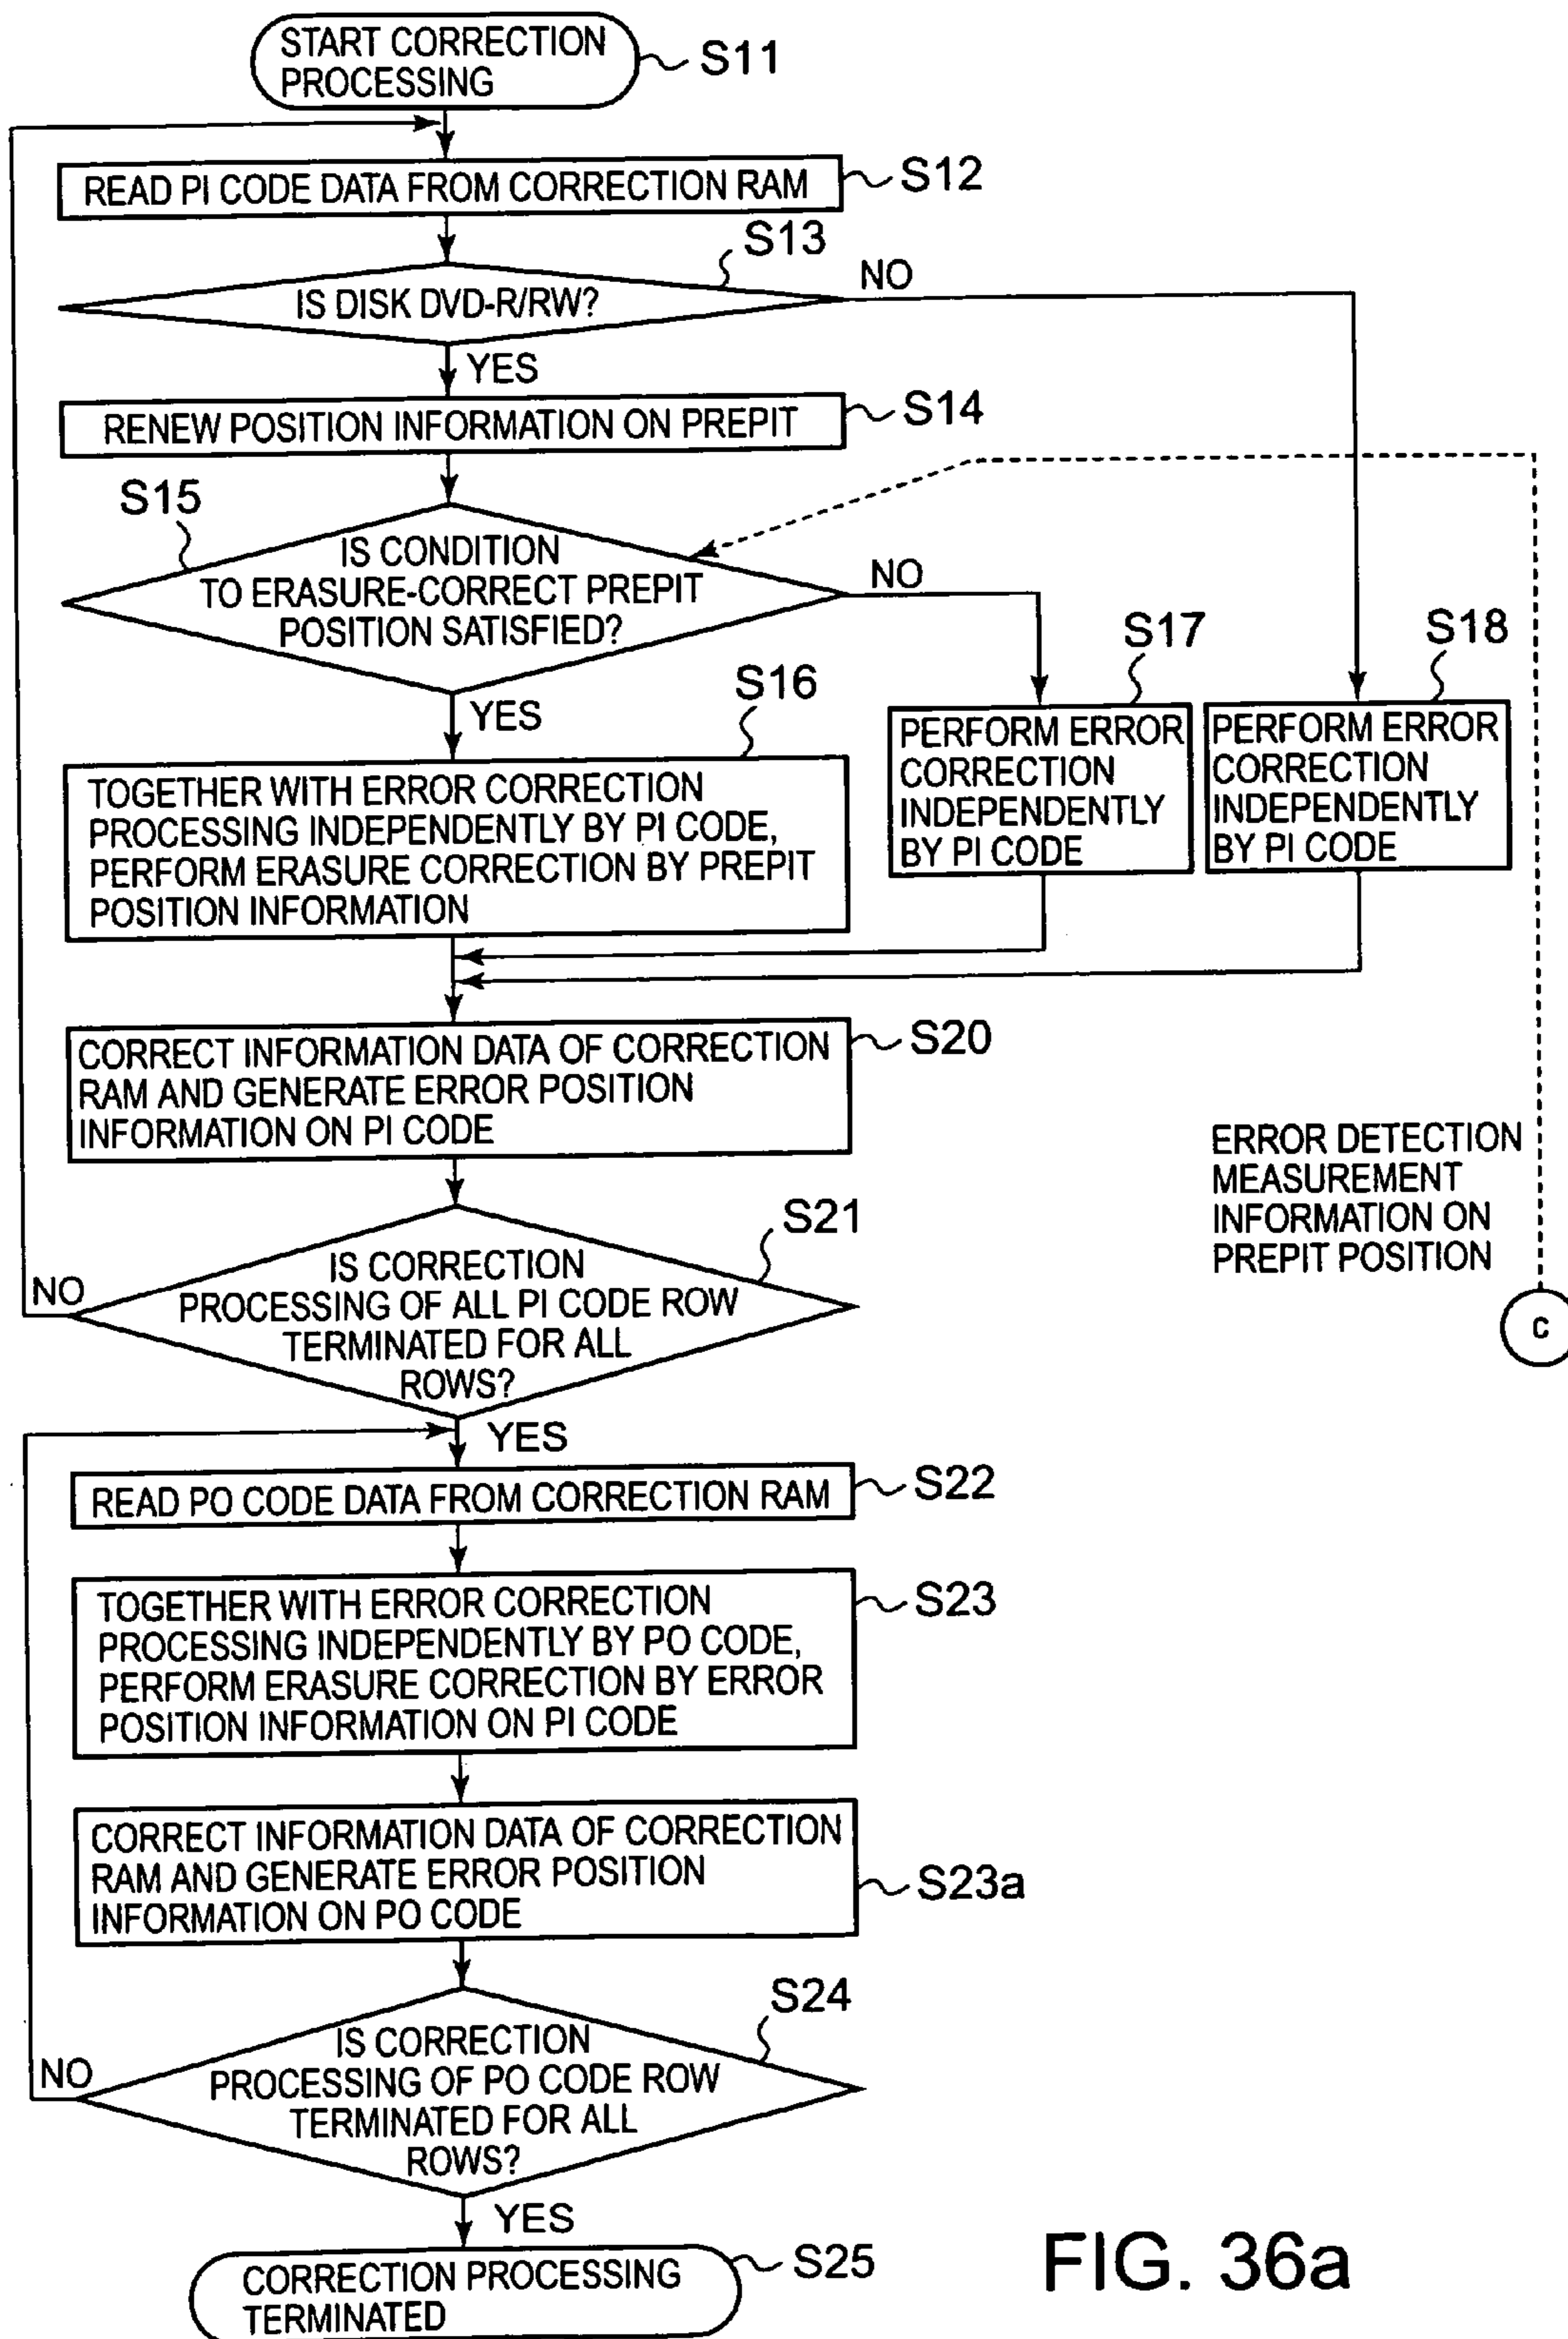 START CORRECTION
PROCESSING
S11
READ PI CODE DATA FROM CORRECTION RAM
S12
S13
IS DISK DVD-R/RW?
NO
YES
RENEW POSITION INFORMATION ON PREPIT
S14
S15
IS CONDITION
TO ERASURE-CORRECT PREPIT
POSITION SATISFIED?
NO
YES
S16
S17
S18
TOGETHER WITH ERROR CORRECTION
PROCESSING INDEPENDENTLY BY PI CODE,
PERFORM ERASURE CORRECTION BY PREPIT
POSITION INFORMATION
PERFORM ERROR
CORRECTION
INDEPENDENTLY
BY PI CODE
PERFORM ERROR
CORRECTION
INDEPENDENTLY
BY PI CODE
CORRECT INFORMATION DATA OF CORRECTION
RAM AND GENERATE ERROR POSITION
INFORMATION ON PI CODE
S20
ERROR DETECTION
MEASUREMENT
INFORMATION ON
PREPIT POSITION
C
S21
IS CORRECTION
PROCESSING OF ALL PI CODE ROW
TERMINATED FOR ALL
ROWS?
NO
YES
READ PO CODE DATA FROM CORRECTION RAM
S22
TOGETHER WITH ERROR CORRECTION
PROCESSING INDEPENDENTLY BY PO CODE,
PERFORM ERASURE CORRECTION BY ERROR
POSITION INFORMATION ON PI CODE
S23
CORRECT INFORMATION DATA OF CORRECTION
RAM AND GENERATE ERROR POSITION
INFORMATION ON PO CODE
S23a
S24
IS CORRECTION
PROCESSING OF PO CODE ROW
TERMINATED FOR ALL
ROWS?
NO
YES
CORRECTION PROCESSING
TERMINATED
S25
FIG. 36a